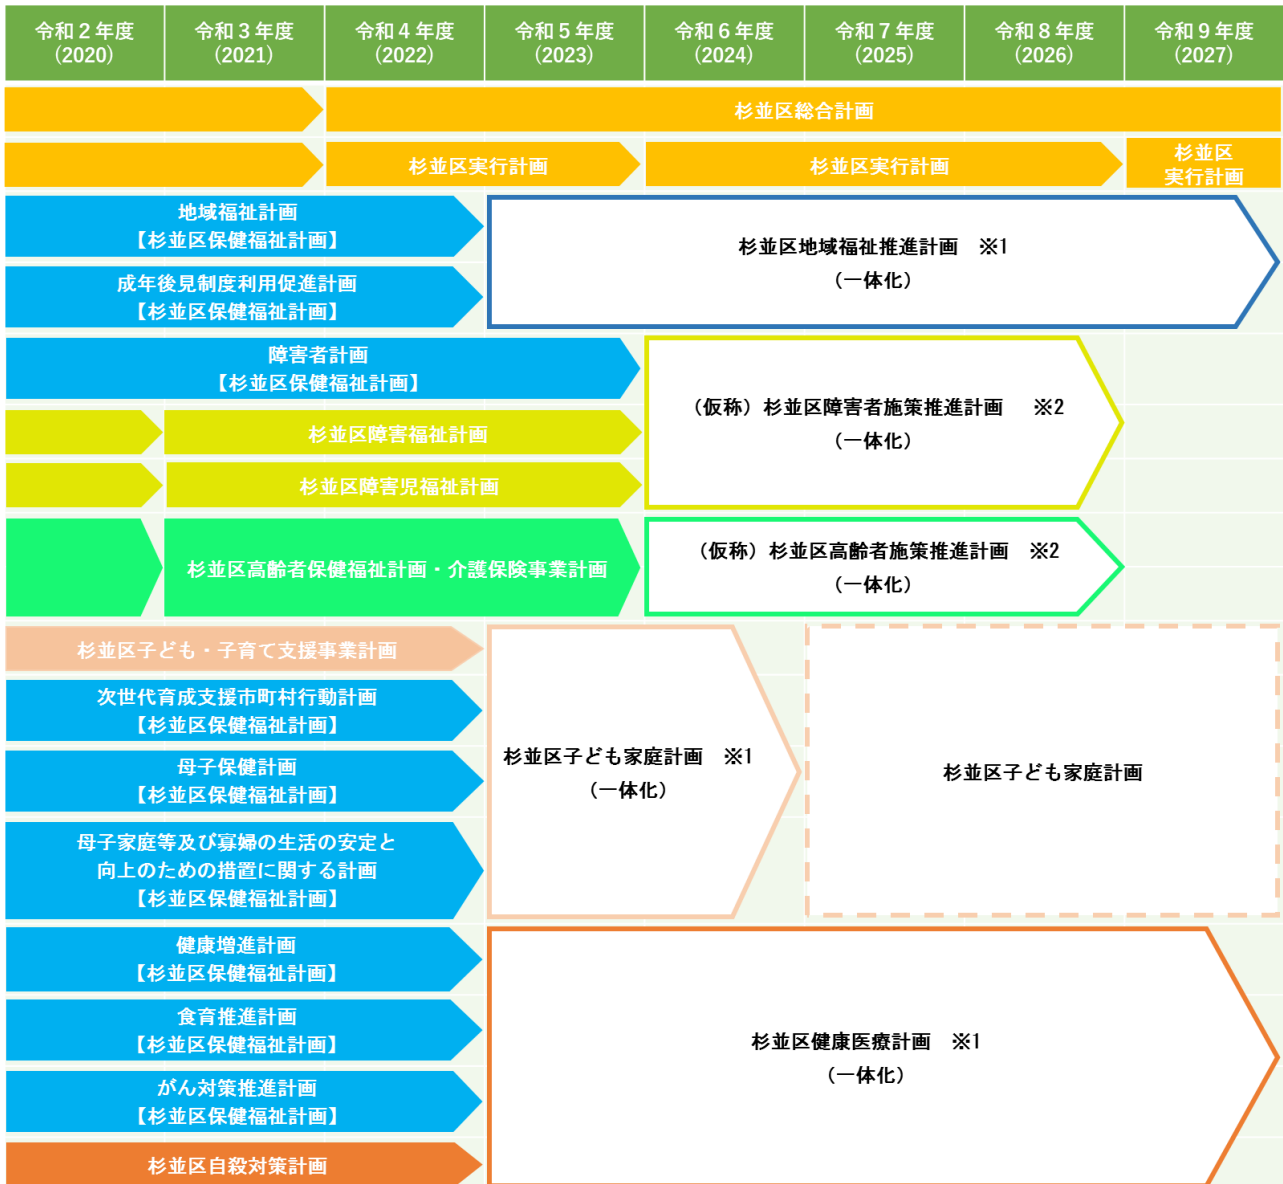 令和２年度
(2020)
令和３年度
(2021)
令和４年度
(2022)
令和５年度
(2023)
令和６年度
(2024)
令和７年度
(2025)
令和８年度
(2026)
令和９年度
(2027)
杉並区総合計画
杉並区実行計画
杉並区実行計画
杉並区
実行計画
地域福祉計画
【杉並区保健福祉計画】
成年後見制度利用促進計画
【杉並区保健福祉計画】
杉並区地域福祉推進計画　※1
（一体化）
障害者計画
【杉並区保健福祉計画】
杉並区障害福祉計画
杉並区障害児福祉計画
（仮称）杉並区障害者施策推進計画　※2
（一体化）
杉並区高齢者保健福祉計画・介護保険事業計画
（仮称）杉並区高齢者施策推進計画　※2
（一体化）
杉並区子ども・子育て支援事業計画
次世代育成支援市町村行動計画
【杉並区保健福祉計画】
母子保健計画
【杉並区保健福祉計画】
母子家庭等及び寡婦の生活の安定と
向上のための措置に関する計画
【杉並区保健福祉計画】
杉並区子ども家庭計画　※1
（一体化）
杉並区子ども家庭計画
健康増進計画
【杉並区保健福祉計画】
食育推進計画
【杉並区保健福祉計画】
がん対策推進計画
【杉並区保健福祉計画】
杉並区自殺対策計画
杉並区健康医療計画　※1
（一体化）